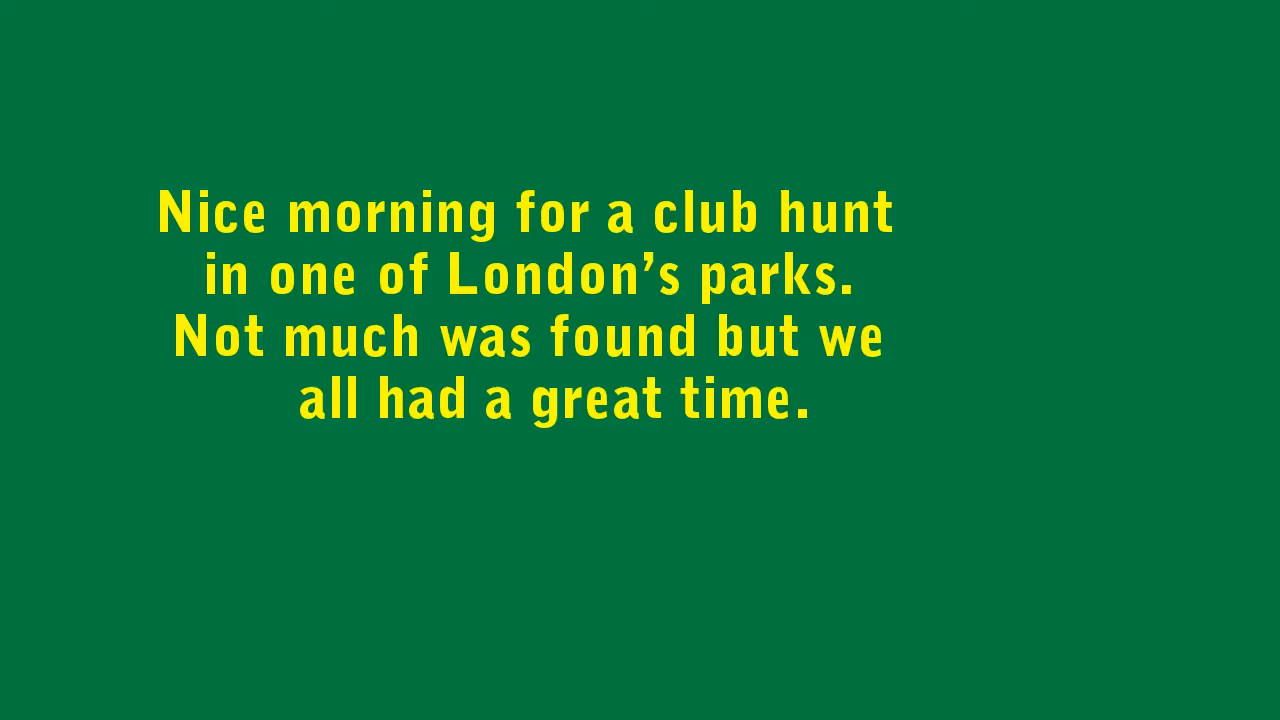 Nice morning for a club hunt
in one of London’s parks.
Not much was found but we
all had a great time.